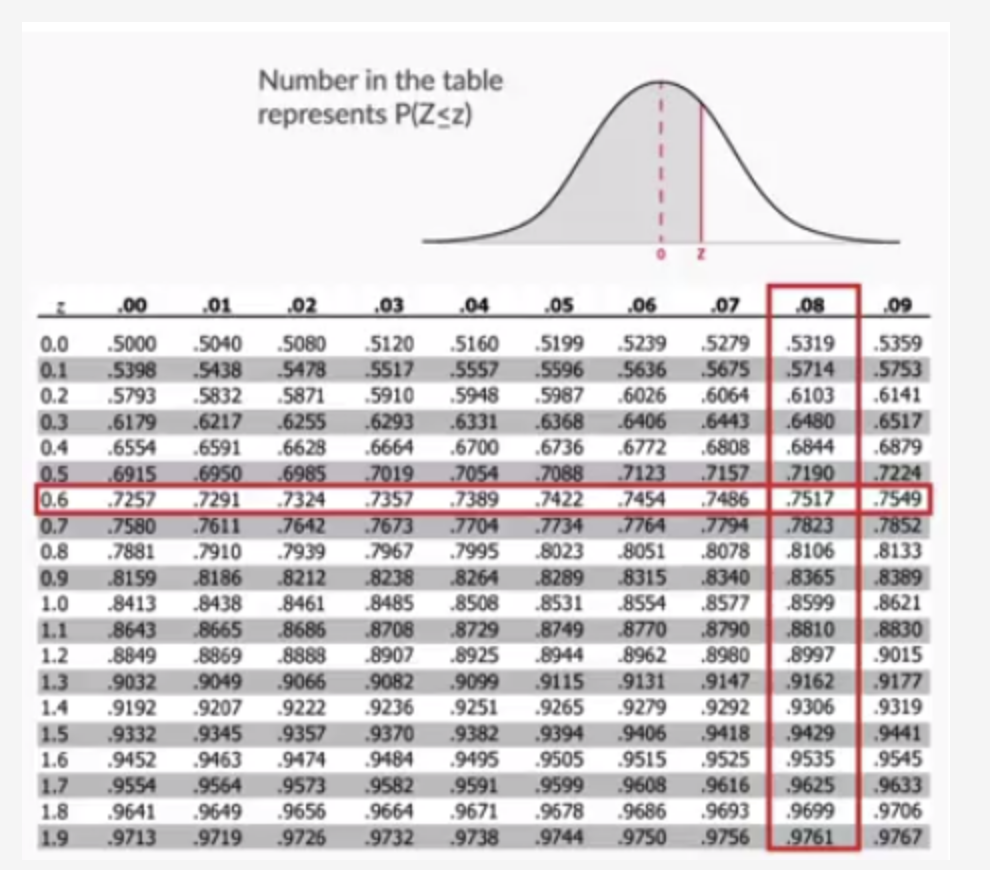 Number in the table
represents P(Z≤z)
0 z
z .00 .01 .02 .03 .04 .05 .06 .07 .08 .09
0.0 .5000 .5040 .5080 .5120 .5160 .5199 .5239 .5279 .5319 .5359
0.1 .5398 .5438 .5478 .5517 .5557 .5596 .5636 .5675 .5714 .5753
0.2 .5793 .5832 .5871 .5910 .5948 .5987 .6026 .6064 .6103 .6141
0.3 .6179 .6217 .6255 .6293 .6331 .6368 .6406 .6443 .6480 .6517
0.4 .6554 .6591 .6628 .6664 .6700 .6736 .6772 .6808 .6844 .6879
0.5 .6915 .6950 .6985 .7019 .7054 .7088 .7123 .7157 .7190 .7224
0.6 .7257 .7291 .7324 .7357 .7389 .7422 .7454 .7486 .7517 .7549
0.7 .7580 .7611 .7642 .7673 .7704 .7734 .7764 .7794 .7823 .7852
0.8 .7881 .7910 .7939 .7967 .7995 .8023 .8051 .8078 .8106 .8133
0.9 .8159 .8186 .8212 .8238 .8264 .8289 .8315 .8340 .8365 .8389
1.0 .8413 .8438 .8461 .8485 .8508 .8531 .8554 .8577 .8599 .8621
1.1 .8643 .8665 .8686 .8708 .8729 .8749 .8770 .8790 .8810 .8830
1.2 .8849 .8869 .8888 .8907 .8925 .8944 .8962 .8980 .8997 .9015
1.3 .9032 .9049 .9066 .9082 .9099 .9115 .9131 .9147 .9162 .9177
1.4 .9192 .9207 .9222 .9236 .9251 .9265 .9279 .9292 .9306 .9319
1.5 .9332 .9345 .9357 .9370 .9382 .9394 .9406 .9418 .9429 .9441
1.6 .9452 .9463 .9474 .9484 .9495 .9505 .9515 .9525 .9535 .9545
1.7 .9554 .9564 .9573 .9582 .9591 .9599 .9608 .9616 .9625 .9633
1.8 .9641 .9649 .9656 .9664 .9671 .9678 .9686 .9693 .9699 .9706
1.9 .9713 .9719 .9726 .9732 .9738 .9744 .9750 .9756 .9761 .9767